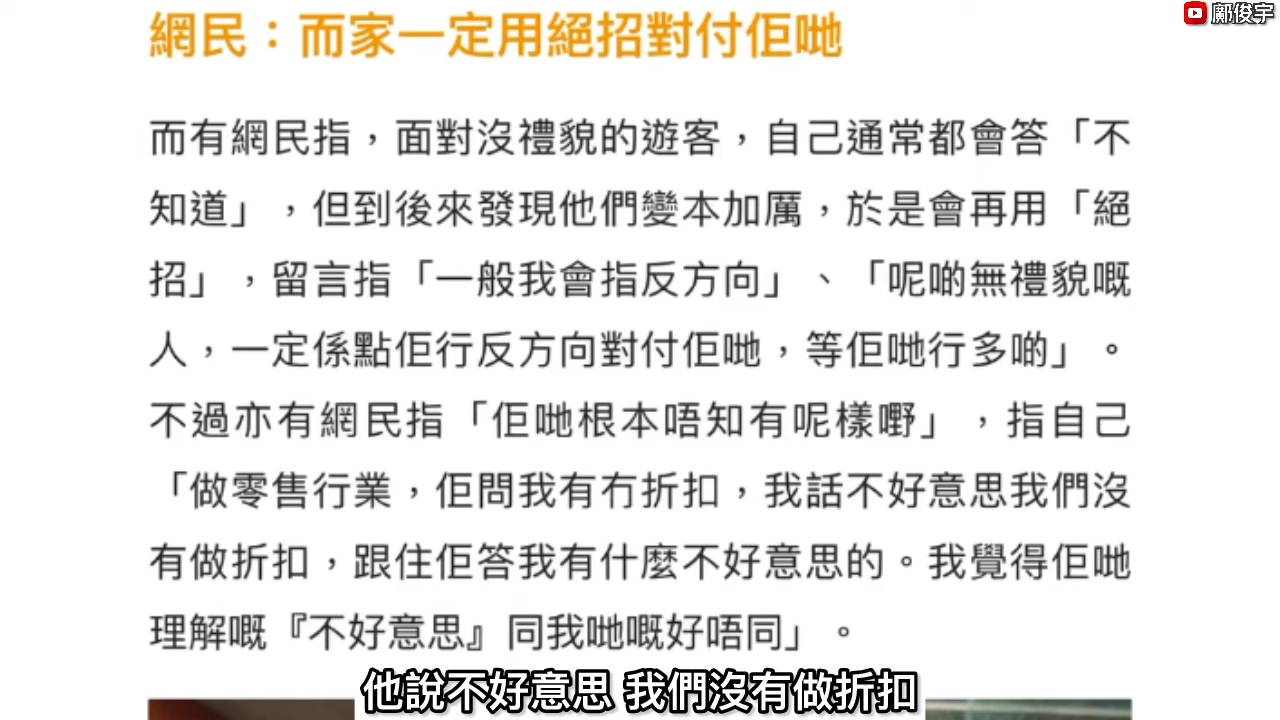 鄺俊宇
網民：而家一定用絕招對付佢哋
而有網民指，面對沒禮貌的遊客，自己通常都會答「不
知道」，但到後來發現他們變本加厲，於是會再用「絕
招」，留言指「一般我會指反方向」、「呢啲無禮貌嘅
人，一定係點佢行反方向對付佢哋，等佢哋行多啲」。
不過亦有網民指「佢哋根本唔知有呢樣嘢」，指自己
「做零售行業，佢問我有冇折扣，我話不好意思我們沒
有做折扣，跟住佢答我有什麼不好意思的。我覺得佢哋
理解嘅『不好意思』同我哋嘅好唔同」。
他說不好意思 我們沒有做折扣